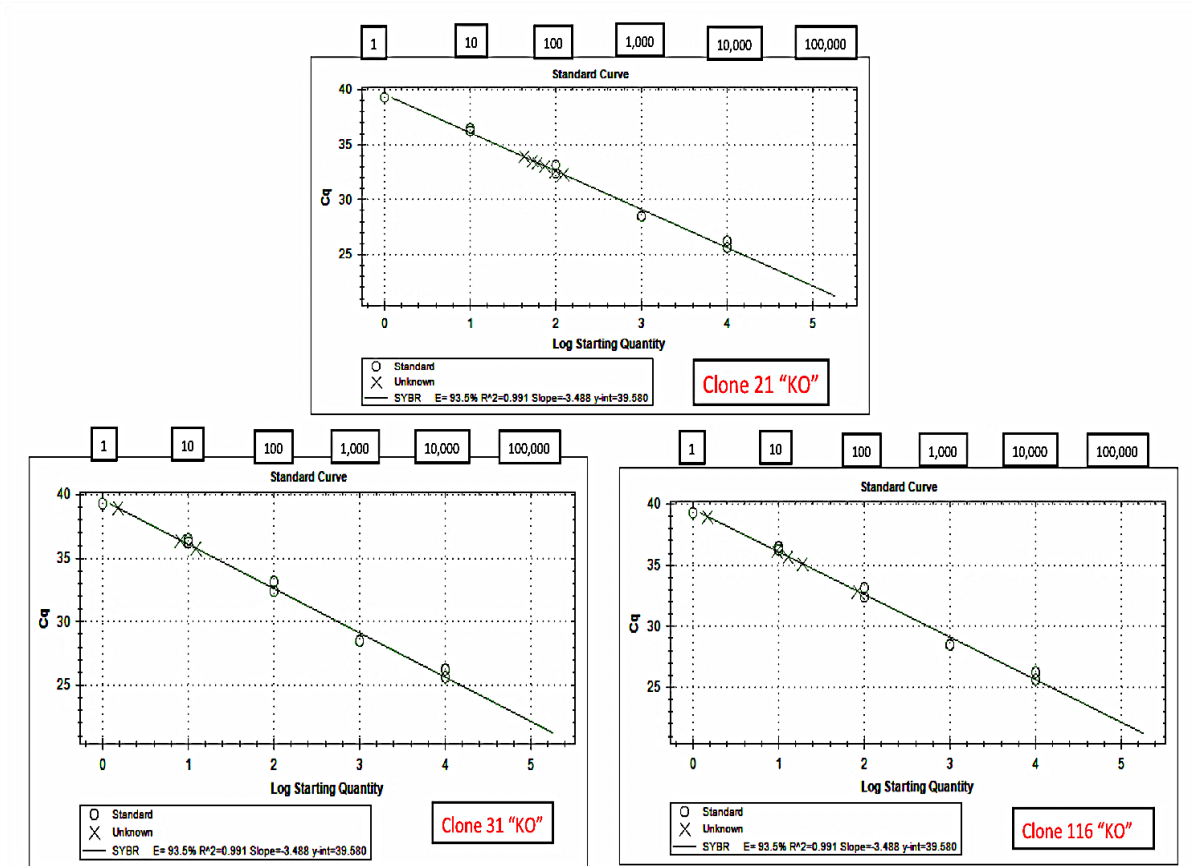 1 10 100 1,000 10,000 100,000
Standard Curve
40
35
30
25
Cq
0 1 2 3 4 5
Log Starting Quantity
Standard
Unknown
SYBR E= 93.5% R^2=0.991 Slope=-3.488 y-int=39.580
Clone 21 “KO”
1 10 100 1,000 10,000 100,000
Standard Curve
40
35
30
25
Cq
0 1 2 3 4 5
Log Starting Quantity
Standard
Unknown
SYBR E= 93.5% R^2=0.991 Slope=-3.488 y-int=39.580
Clone 31 “KO”
1 10 100 1,000 10,000 100,000
Standard Curve
40
35
30
25
Cq
0 1 2 3 4 5
Log Starting Quantity
Standard
Unknown
SYBR E= 93.5% R^2=0.991 Slope=-3.488 y-int=39.580
Clone 116 “KO”